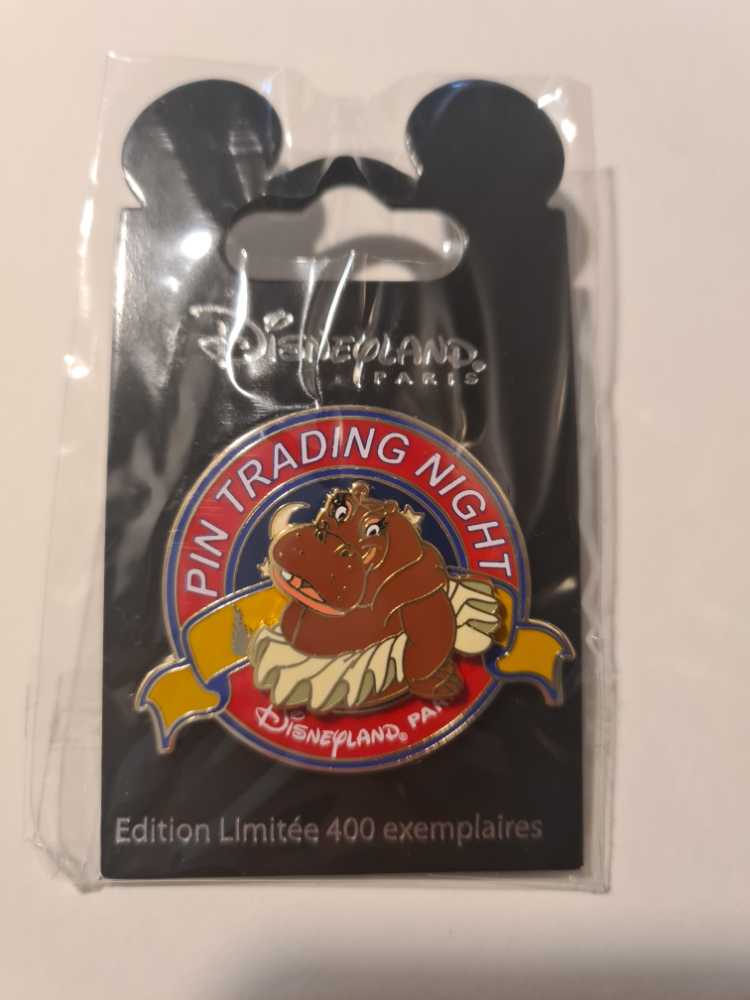 Disneyland
PARIS
PIN TRADING NIGHT
Disneyland PAR
Edition LImitée 400 exemplaires